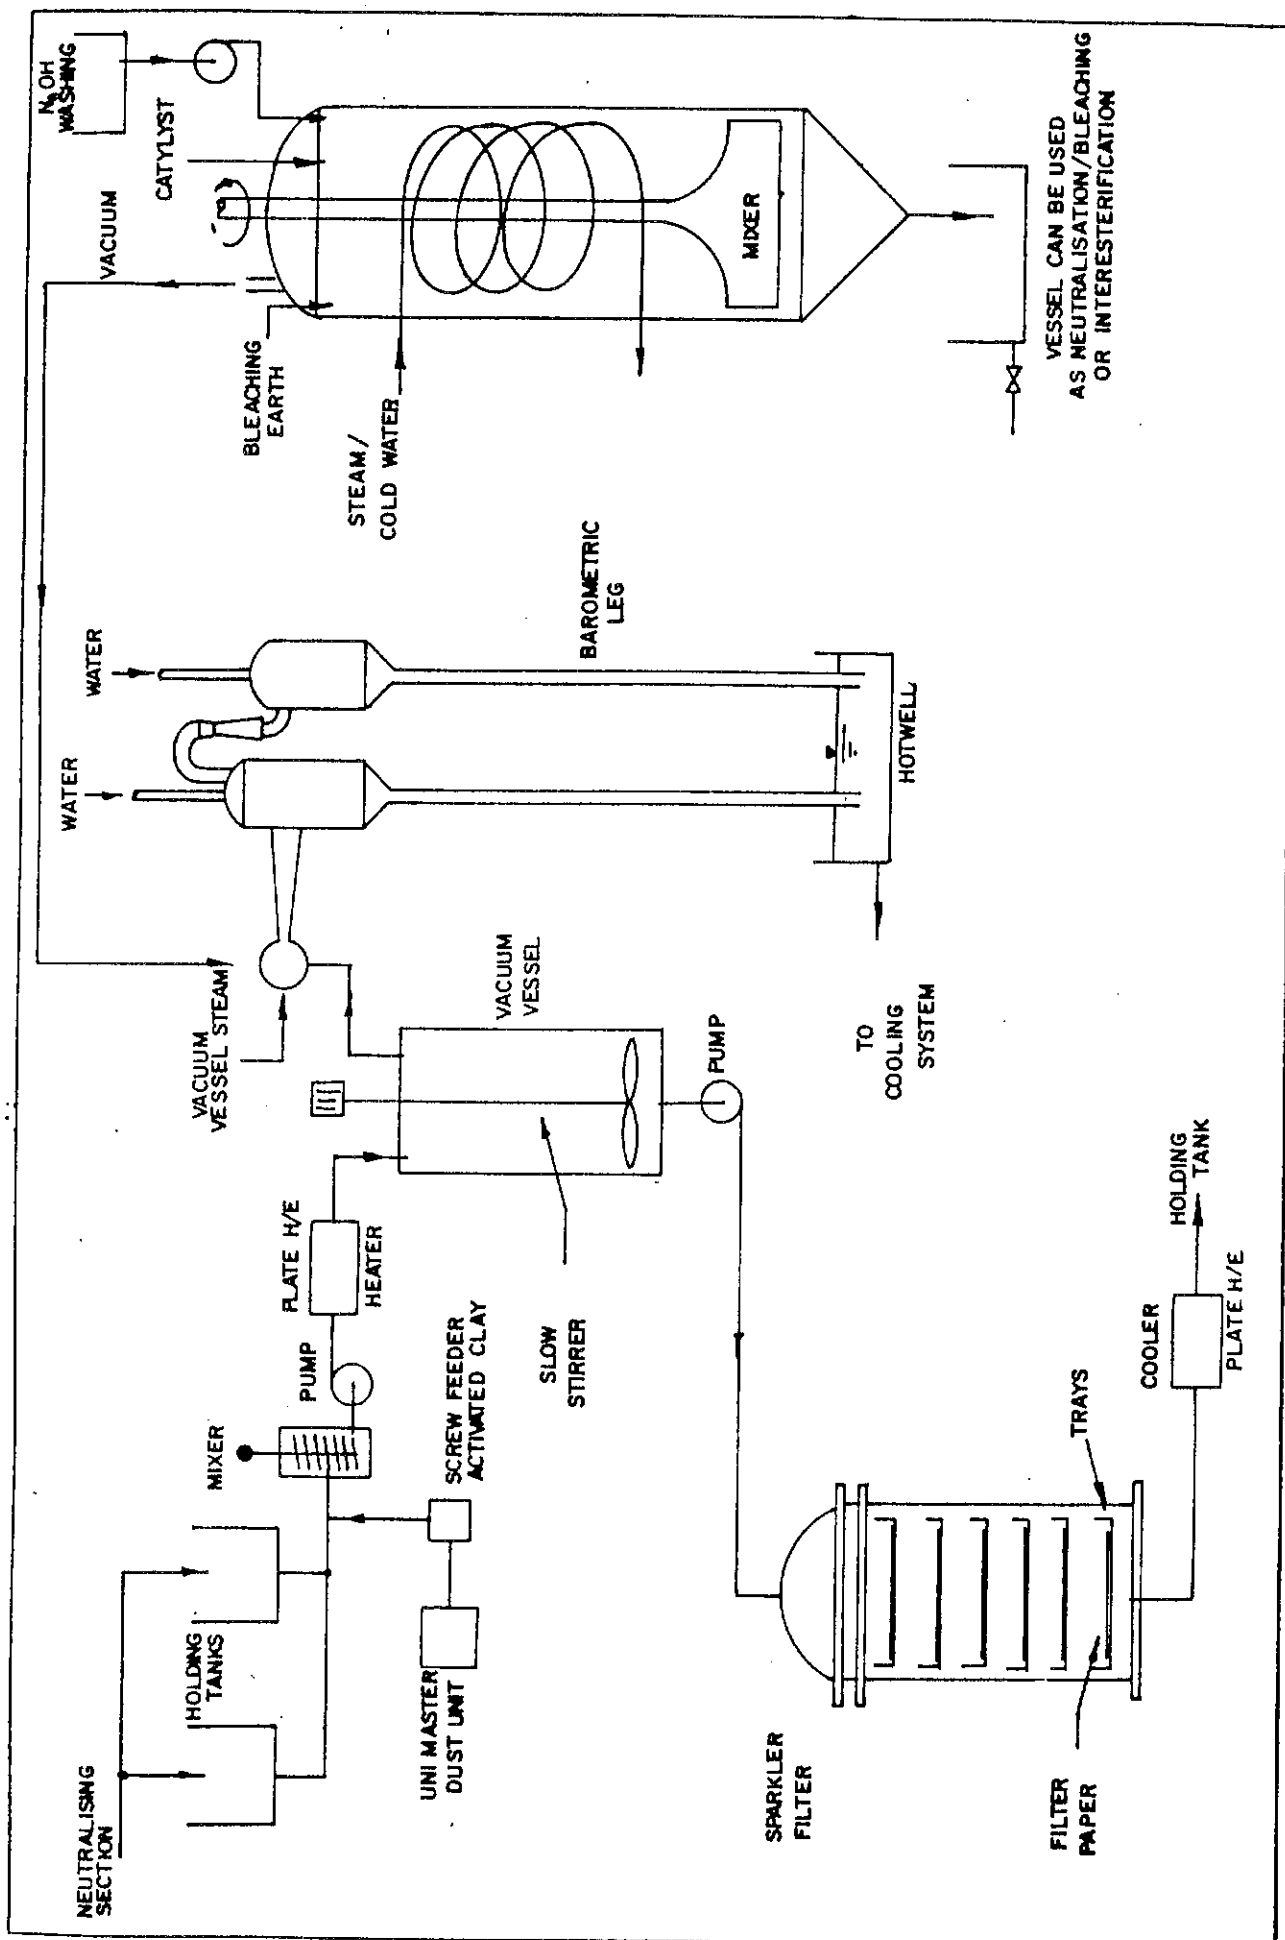 NEUTRALISING
SECTION
HOLDING
TANKS
UNI MASTER
DUST UNIT
MIXER
SCREW FEEDER
ACTIVATED CLAY
PUMP
PLATE H/E
HEATER
SLOW
STIRRER
VACUUM
VESSEL STEAM
VACUUM
VESSEL
PUMP
SPARKLER
FILTER
FILTER
PAPER
TRAYS
COOLER
PLATE H/E
HOLDING
TANK
WATER
WATER
BAROMETRIC
LEG
HOTWELL
TO
COOLING
SYSTEM
VACUUM
CATYLYST
NaOH
WASHING
BLEACHING
EARTH
STEAM/
COLD WATER
MIXER
VESSEL CAN BE USED
AS NEUTRALISATION/BLEACHING
OR INTERESTERIFICATION